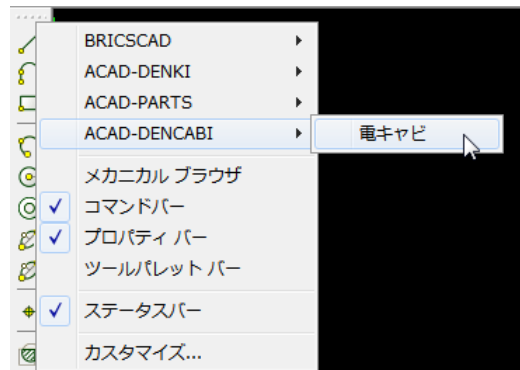 BRICSCAD
ACAD-DENKI
ACAD-PARTS
ACAD-DENCABI
電キャビ
メカニカル ブラウザ
コマンドバー
プロパティ バー
ツールパレット バー
ステータスバー
カスタマイズ...